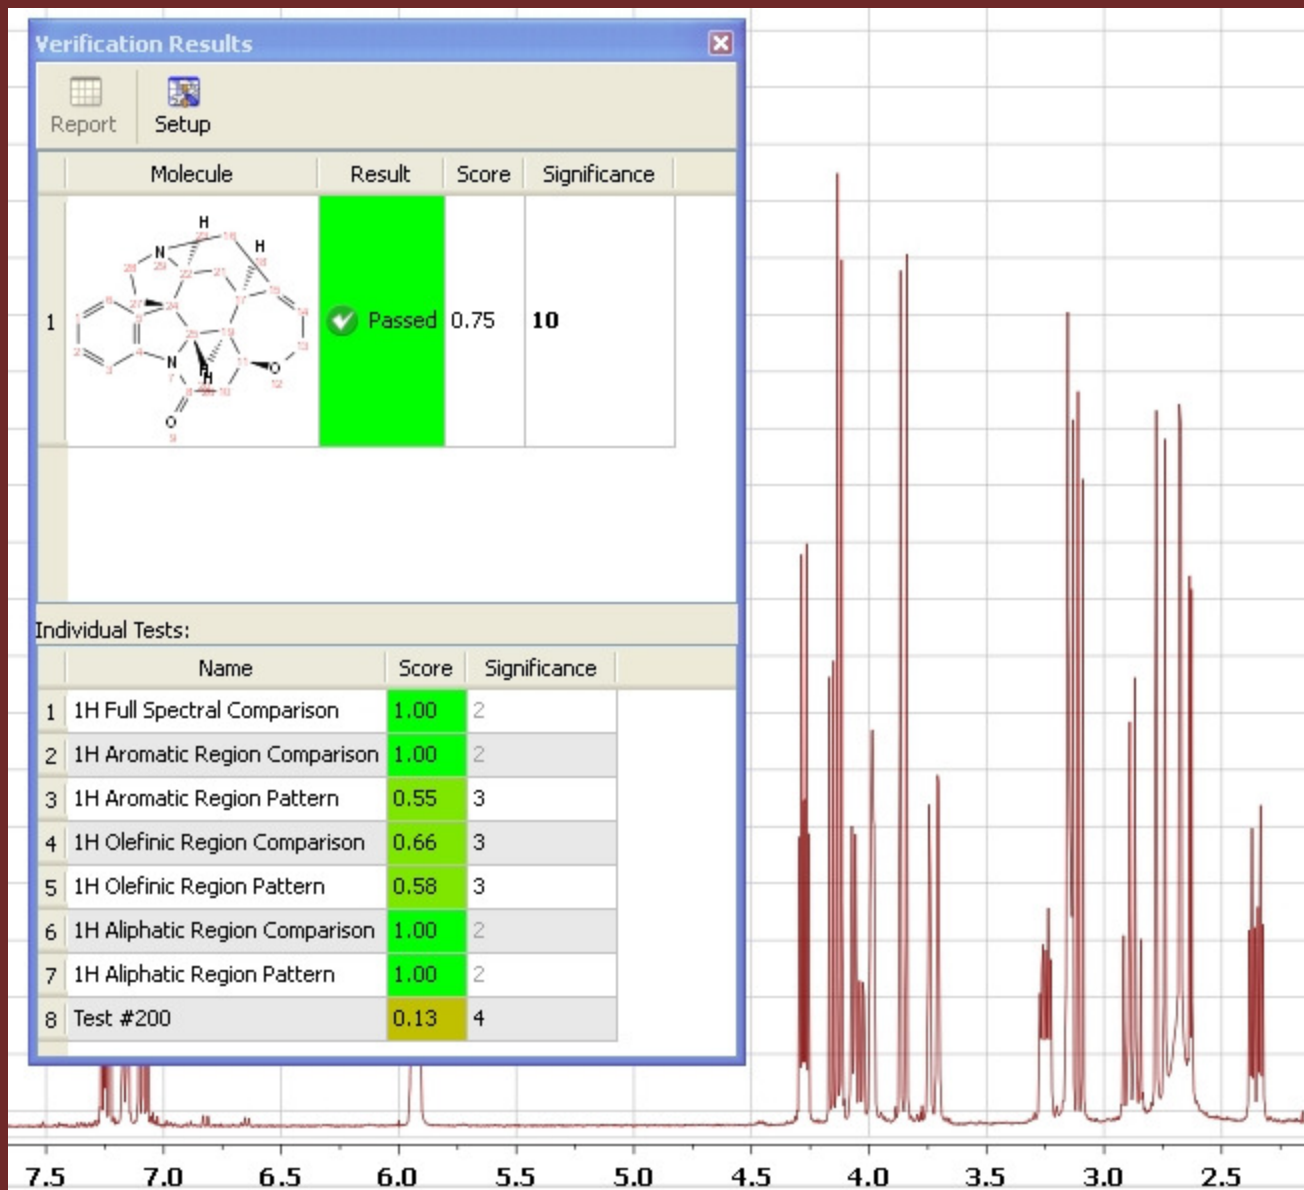 Verification Results
Report Setup
Molecule Result Score Significance
1 Passed 0.75 10
H
H
N
N
O
O
Individual Tests:
Name Score Significance
1 1H Full Spectral Comparison 1.00 2
2 1H Aromatic Region Comparison 1.00 2
3 1H Aromatic Region Pattern 0.55 3
4 1H Olefinic Region Comparison 0.66 3
5 1H Olefinic Region Pattern 0.58 3
6 1H Aliphatic Region Comparison 1.00 2
7 1H Aliphatic Region Pattern 1.00 2
8 Test #200 0.13 4
7.5 7.0 6.5 6.0 5.5 5.0 4.5 4.0 3.5 3.0 2.5